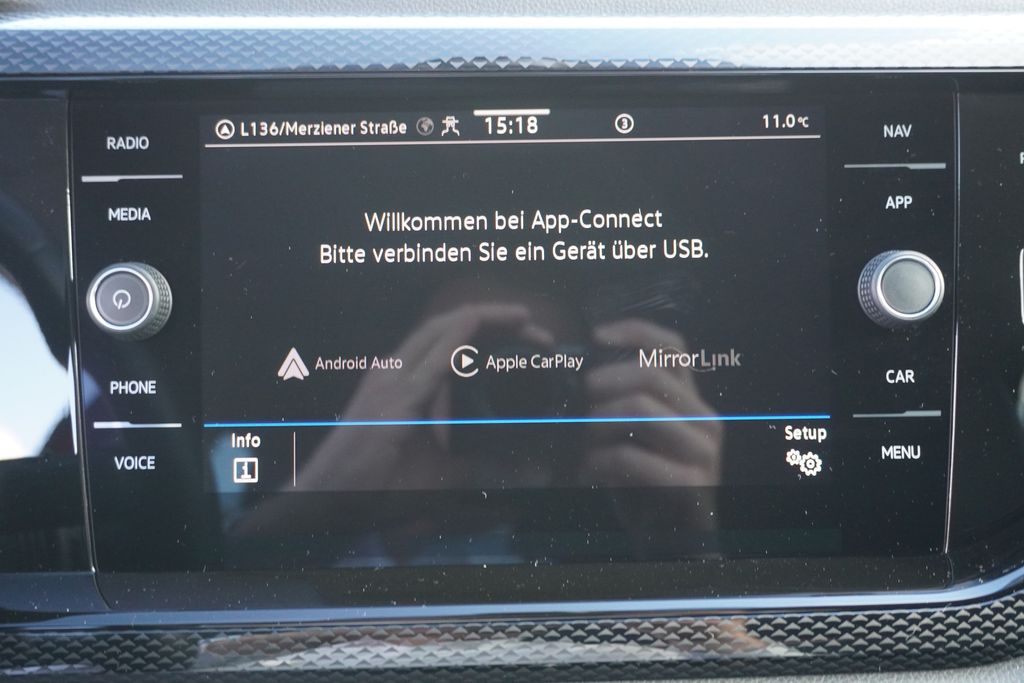 L136/Merziener Straße 15:18 3 11.0°C
RADIO
NAV
MEDIA
APP
Willkommen bei App-Connect
Bitte verbinden Sie ein Gerät über USB.
Android Auto
Apple CarPlay
MirrorLink
PHONE
CAR
Info
Setup
VOICE
MENU